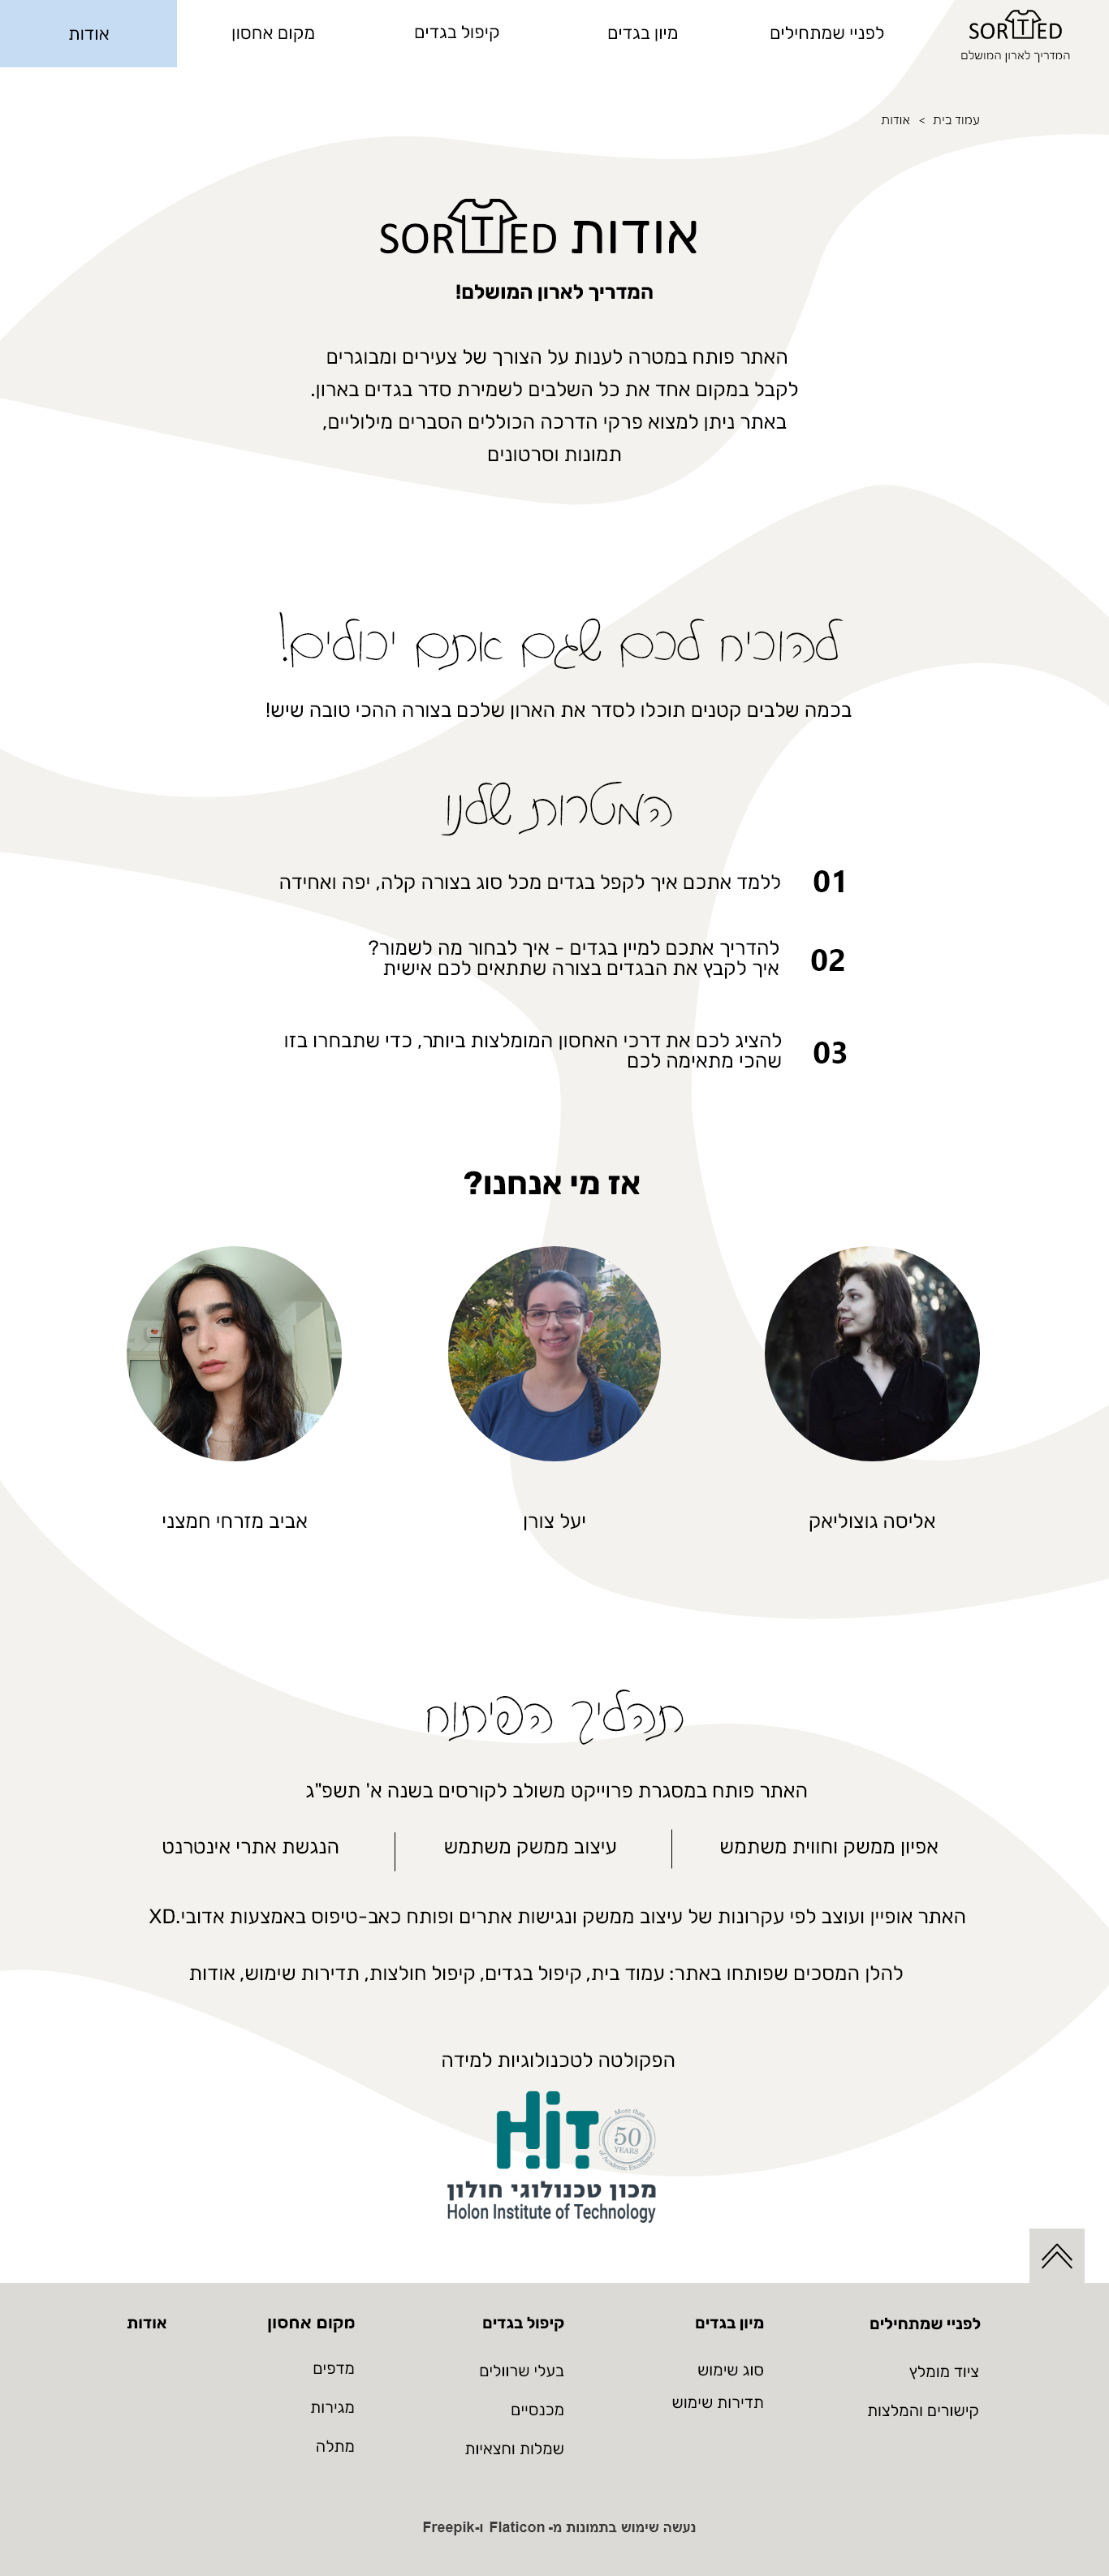 SORTED
המדריך לארון המושלם
לפניי שמתחילים
מיון בגדים
קיפול בגדים
מקום אחסון
אודות
עמוד בית > אודות
אודות SORTED
המדריך לארון המושלם!
האתר פותח במטרה לענות על הצורך של צעירים ומבוגרים
לקבל במקום אחד את כל השלבים לשמירת סדר בגדים בארון.
באתר ניתן למצוא פרקי הדרכה הכוללים הסברים מילוליים,
תמונות וסרטונים
להוכיח לכם שגם אתם יכולים!
בכמה שלבים קטנים תוכלו לסדר את הארון שלכם בצורה ההכי טובה שיש!
המטרות שלנו
01 ללמד אתכם איך לקפל בגדים מכל סוג בצורה קלה, יפה ואחידה
02 להדריך אתכם למיין בגדים - איך לבחור מה לשמור?
איך לקבץ את הבגדים בצורה שתתאים לכם אישית
03 להציג לכם את דרכי האחסון המומלצות ביותר, כדי שתבחרו בזו
שהכי מתאימה לכם
אז מי אנחנו?
אליסה גוצוליאק
יעל צורן
אביב מזרחי חמצני
תהליך הפיתוח
האתר פותח במסגרת פרוייקט משולב לקורסים בשנה א' תשפ"ג
אפיון ממשק וחווית משתמש
עיצוב ממשק משתמש
הנגשת אתרי אינטרנט
האתר אופיין ועוצב לפי עקרונות של עיצוב ממשק ונגישות אתרים ופותח כאב-טיפוס באמצעות אדובי.XD
להלן המסכים שפותחו באתר: עמוד בית, קיפול בגדים, קיפול חולצות, תדירות שימוש, אודות
הפקולטה לטכנולוגיות למידה
HiT
More than
50
YEARS
of Academic Excellence
מכון טכנולוגי חולון
Holon Institute of Technology
לפניי שמתחילים
ציוד מומלץ
קישורים והמלצות
מיון בגדים
סוג שימוש
תדירות שימוש
קיפול בגדים
בעלי שרוולים
מכנסיים
שמלות וחצאיות
מקום אחסון
מדפים
מגירות
מתלה
אודות
נעשה שימוש בתמונות מ- Flaticon ו-Freepik